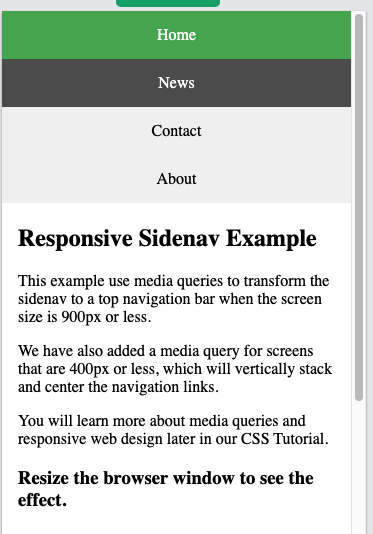 Home
News
Contact
About
Responsive Sidenav Example
This example use media queries to transform the
sidenav to a top navigation bar when the screen
size is 900px or less.
We have also added a media query for screens
that are 400px or less, which will vertically stack
and center the navigation links.
You will learn more about media queries and
responsive web design later in our CSS Tutorial.
Resize the browser window to see the
effect.